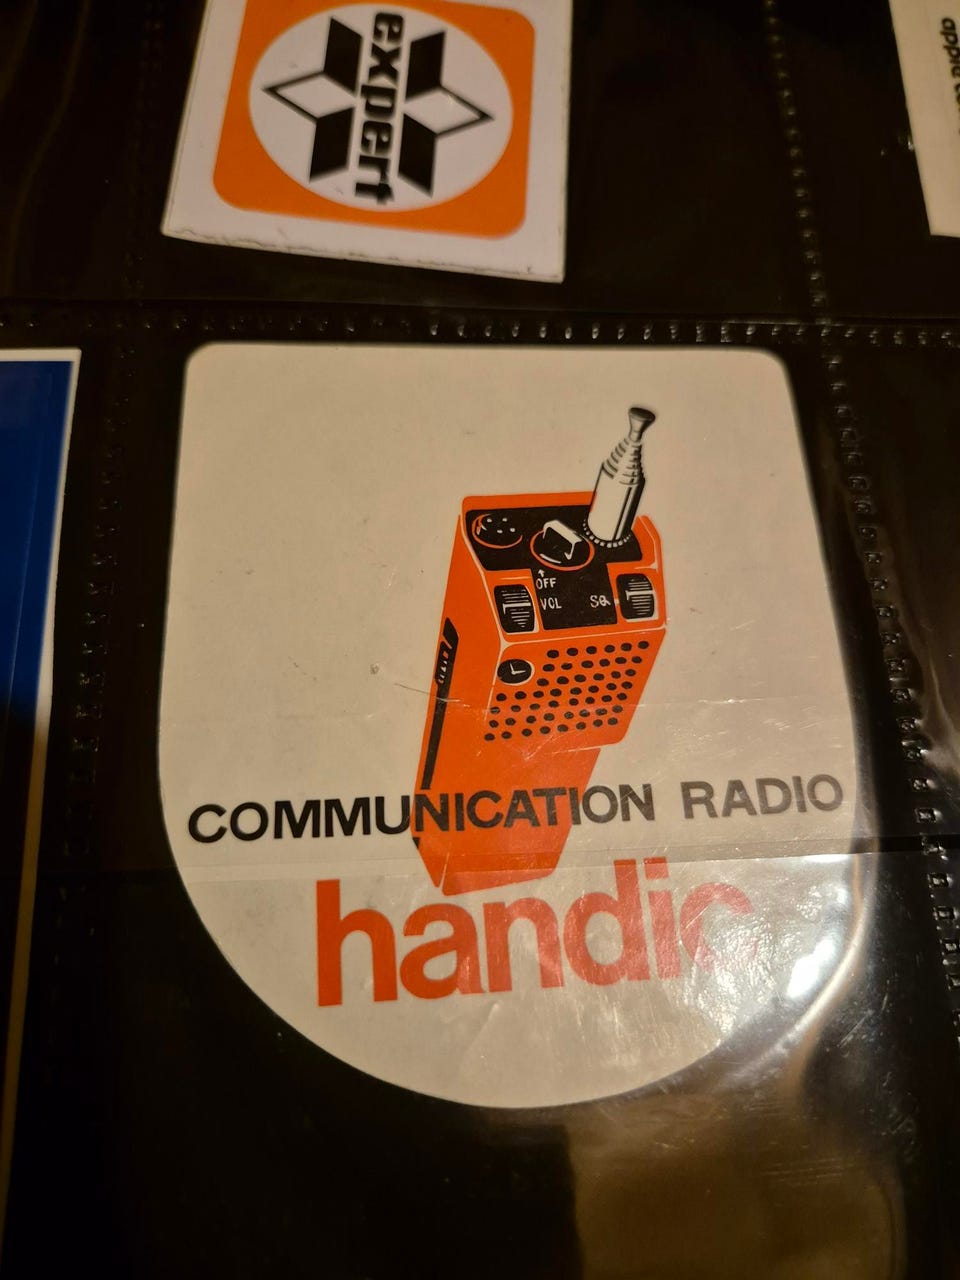 expert
OFF
VOL SQ
COMMUNICATION RADIO
handic